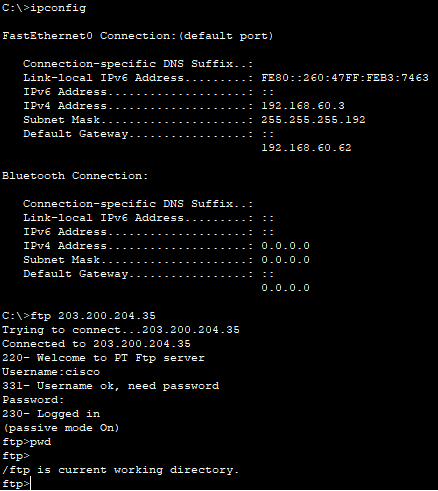 C:\>ipconfig
FastEthernet0 Connection:(default port)
Connection-specific DNS Suffix..:
Link-local IPv6 Address.........: FE80::260:47FF:FEB3:7463
IPv6 Address....................: ::
IPv4 Address....................: 192.168.60.3
Subnet Mask.....................: 255.255.255.192
Default Gateway.................: ::
192.168.60.62
Bluetooth Connection:
Connection-specific DNS Suffix..:
Link-local IPv6 Address.........: ::
IPv6 Address....................: ::
IPv4 Address....................: 0.0.0.0
Subnet Mask.....................: 0.0.0.0
Default Gateway.................: ::
0.0.0.0
C:\>ftp 203.200.204.35
Trying to connect...203.200.204.35
Connected to 203.200.204.35
220- Welcome to PT Ftp server
Username:cisco
331- Username ok, need password
Password:
230- Logged in
(passive mode On)
ftp>pwd
ftp>
/ftp is current working directory.
ftp>